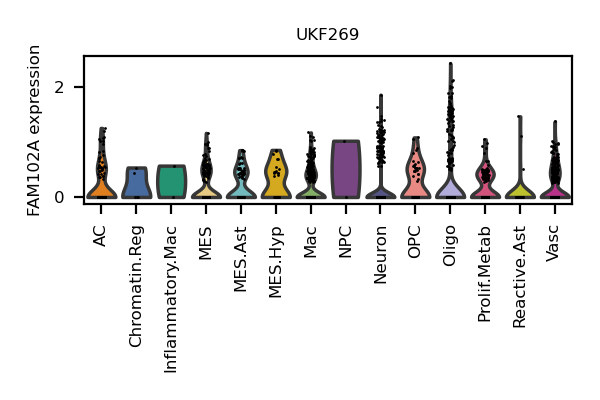 UKF269
FAM102A expression
2
0
AC
Chromatin.Reg
Inflammatory.Mac
MES
MES.Ast
MES.Hyp
Mac
NPC
Neuron
OPC
Oligo
Prolif.Metab
Reactive.Ast
Vasc